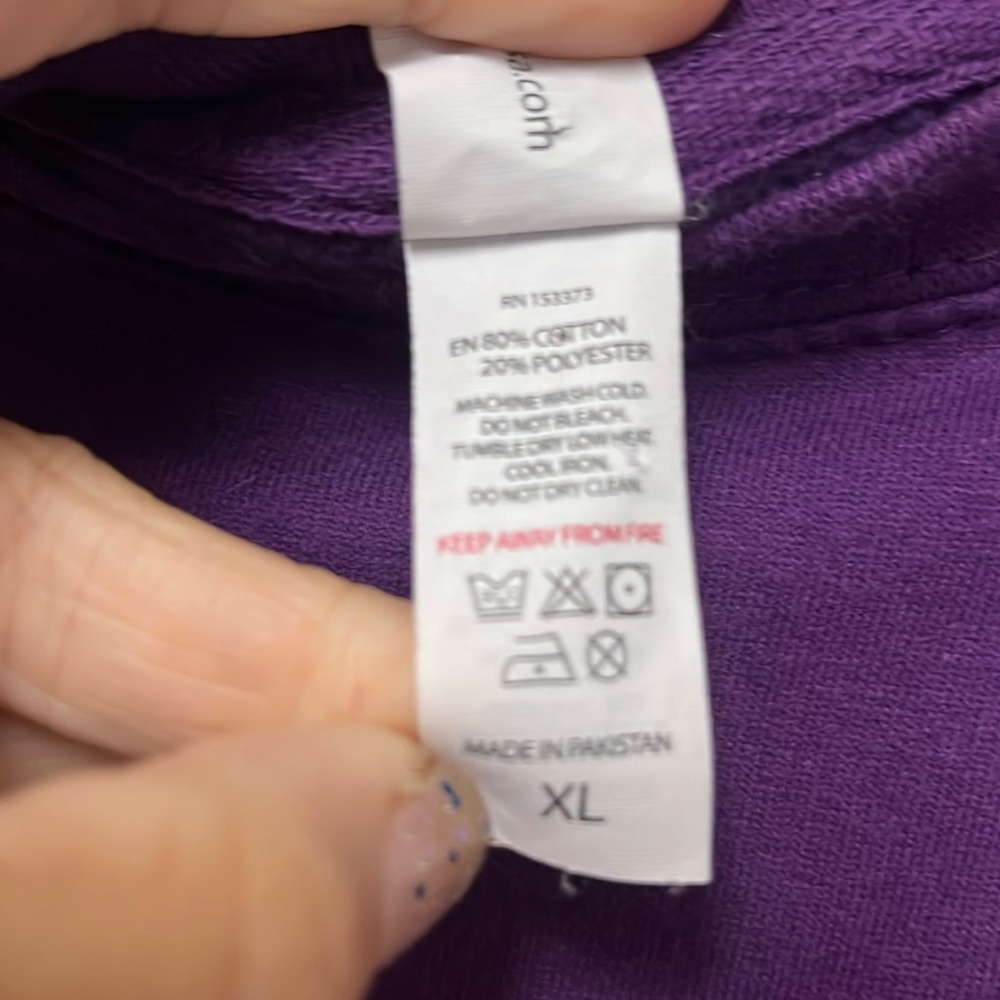 a.com
RN 153373
EN 80% COTTON
20% POLYESTER
MACHINE WASH COLD.
DO NOT BLEACH.
TUMBLE DRY LOW HEAT.
COOL IRON.
DO NOT DRY CLEAN.
KEEP AWAY FROM FIRE
MADE IN PAKISTAN
XL